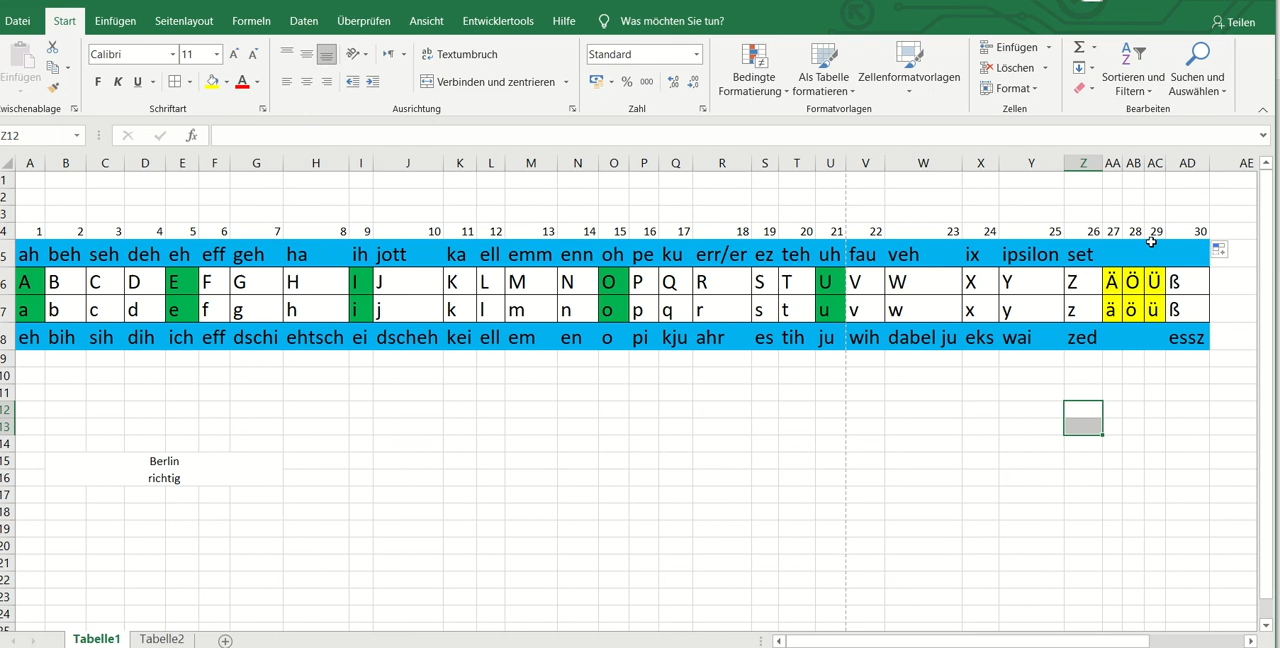 Datei Start Einfügen Seitenlayout Formeln Daten Überprüfen Ansicht Entwicklertools Hilfe Was möchten Sie tun? Teilen
Einfügen
Calibri 11 A A
F K U A
Textumbruch
Verbinden und zentrieren
Standard
% 000
Bedingte Formatierung
Als Tabelle formatieren
Zellenformatvorlagen
Einfügen
Löschen
Format
Σ
Sortieren und Filtern
Suchen und Auswählen
wischenablage Schriftart Ausrichtung Zahl Formatvorlagen Zellen Bearbeiten
Z12 fx
A B C D E F G H I J K L M N O P Q R S T U V W X Y Z AA AB AC AD AE
1
2
3
4 1 2 3 4 5 6 7 8 9 10 11 12 13 14 15 16 17 18 19 20 21 22 23 24 25 26 27 28 29 30
5 ah beh seh deh eh eff geh ha ih jott ka ell emm enn oh pe ku err/er ez teh uh fau veh ix ipsilon set
6 A B C D E F G H I J K L M N O P Q R S T U V W X Y Z Ä Ö Ü ß
7 a b c d e f g h i j k l m n o p q r s t u v w x y z ä ö ü ß
8 eh bih sih dih ich eff dschi ehtsch ei dscheh kei ell em en o pi kju ahr es tih ju wih dabel ju eks wai zed essz
9
10
11
12
13
14
15 Berlin
16 richtig
17
18
19
20
21
22
23
24
25
Tabelle1 Tabelle2